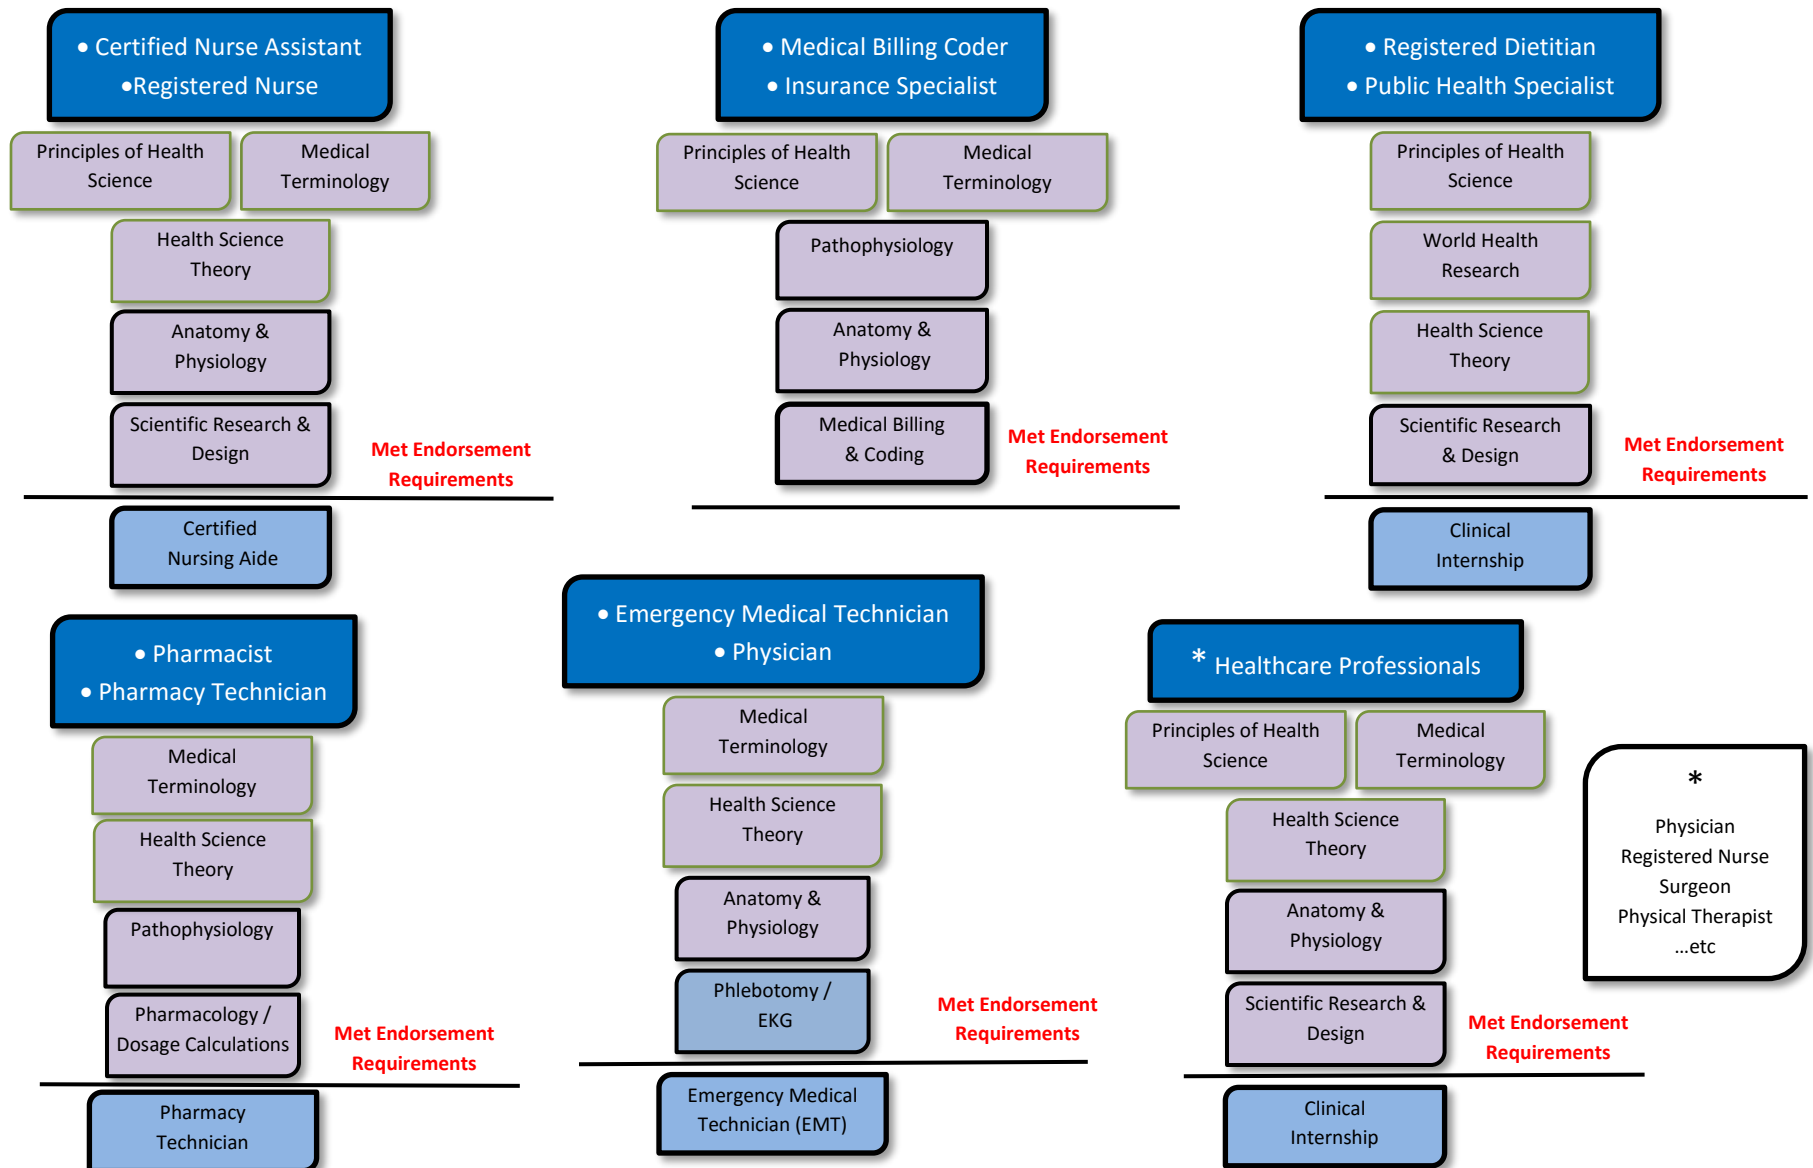 • Certified Nurse Assistant
•Registered Nurse
Principles of Health
Science
Medical
Terminology
Health Science
Theory
Anatomy &
Physiology
Scientific Research &
Design
Met Endorsement
Requirements
Certified
Nursing Aide
• Medical Billing Coder
• Insurance Specialist
Principles of Health
Science
Medical
Terminology
Pathophysiology
Anatomy &
Physiology
Medical Billing
& Coding
Met Endorsement
Requirements
• Registered Dietitian
• Public Health Specialist
Principles of Health
Science
World Health
Research
Health Science
Theory
Scientific Research
& Design
Met Endorsement
Requirements
Clinical
Internship
• Pharmacist
• Pharmacy Technician
Medical
Terminology
Health Science
Theory
Pathophysiology
Pharmacology /
Dosage Calculations
Met Endorsement
Requirements
Pharmacy
Technician
• Emergency Medical Technician
• Physician
Medical
Terminology
Health Science
Theory
Anatomy &
Physiology
Phlebotomy /
EKG
Met Endorsement
Requirements
Emergency Medical
Technician (EMT)
* Healthcare Professionals
Principles of Health
Science
Medical
Terminology
Health Science
Theory
Anatomy &
Physiology
Scientific Research &
Design
Met Endorsement
Requirements
Clinical
Internship
*
Physician
Registered Nurse
Surgeon
Physical Therapist
...etc